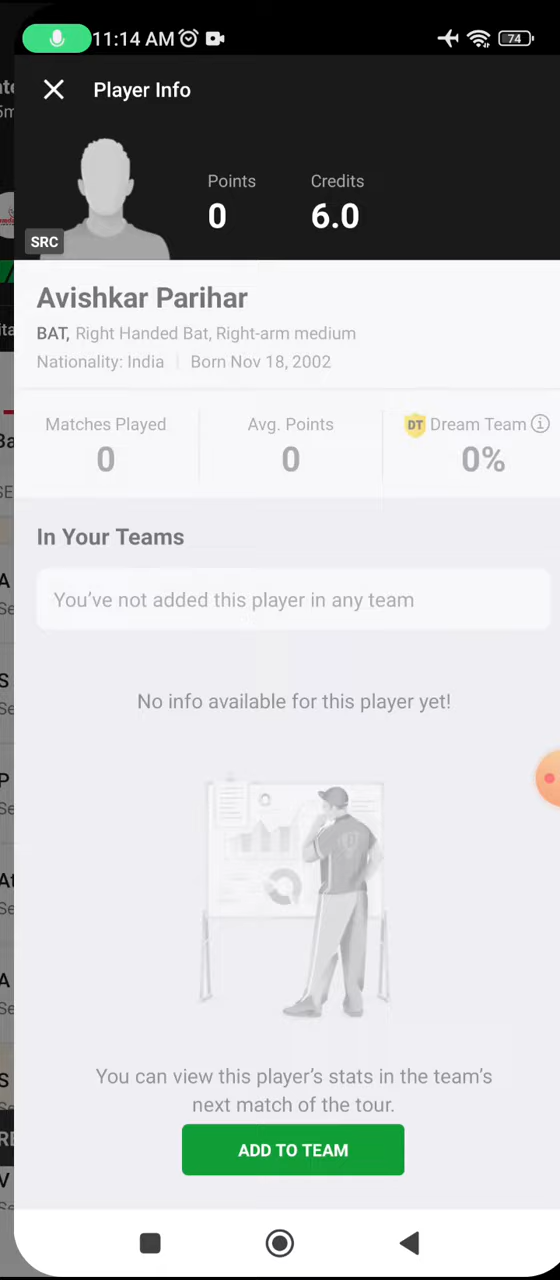 11:14 AM
74
Player Info
Points
Credits
0
6.0
SRC
Avishkar Parihar
BAT, Right Handed Bat, Right-arm medium
Nationality: India
Born Nov 18, 2002
Matches Played
Avg. Points
DT Dream Team
0
0
0%
In Your Teams
You’ve not added this player in any team
No info available for this player yet!
You can view this player’s stats in the team’s
next match of the tour.
ADD TO TEAM